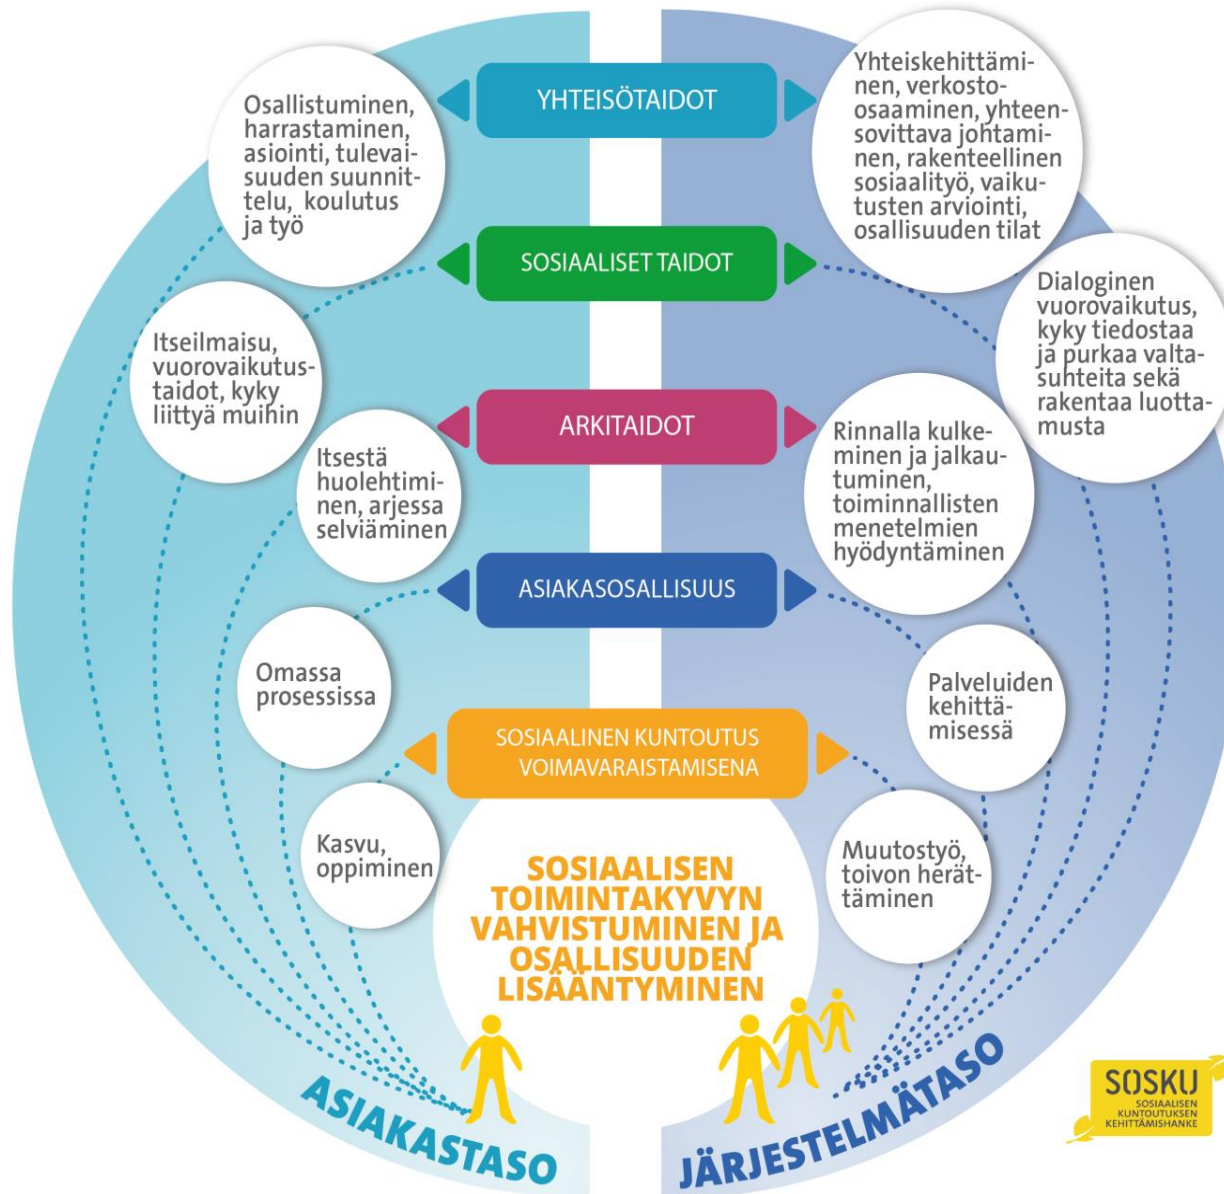 YHTEISÖTAIDOT
Osallistuminen,
harrastaminen,
asiointi, tulevai-
suuden suunnit-
telu, koulutus
ja työ
Yhteiskehittämi-
nen, verkosto-
osaaminen, yhteen-
sovittava johtami-
nen, rakenteellinen
sosiaalityö, vaiku-
tusten arviointi,
osallisuuden tilat
SOSIAALISET TAIDOT
Itseilmaisu,
vuorovaikutus-
taidot, kyky
liittyä muihin
Dialoginen
vuorovaikutus,
kyky tiedostaa
ja purkaa valta-
suhteita sekä
rakentaa luotta-
musta
ARKITAIDOT
Itsestä
huolehtimi-
nen, arjessa
selviäminen
Rinnalla kulke-
minen ja jalkau-
tuminen,
toiminnallisten
menetelmien
hyödyntäminen
ASIAKASOSALLISUUS
Omassa
prosessissa
Palveluiden
kehittä-
misessä
SOSIAALINEN KUNTOUTUS
VOIMAVARAISTAMISENA
Kasvu,
oppiminen
Muutostyö,
toivon herät-
täminen
SOSIAALISEN
TOIMINTAKYVYN
VAHVISTUMINEN JA
OSALLISUUDEN
LISÄÄNTYMINEN
ASIAKASTASO
JÄRJESTELMÄTASO
SOSKU
SOSIAALISEN
KUNTOUTUKSEN
KEHITTÄMISHANKE